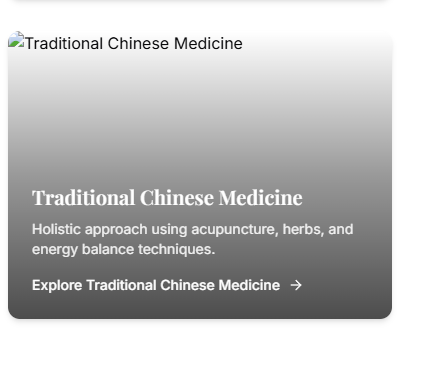 Traditional Chinese Medicine
Traditional Chinese Medicine
Holistic approach using acupuncture, herbs, and
energy balance techniques.
Explore Traditional Chinese Medicine →